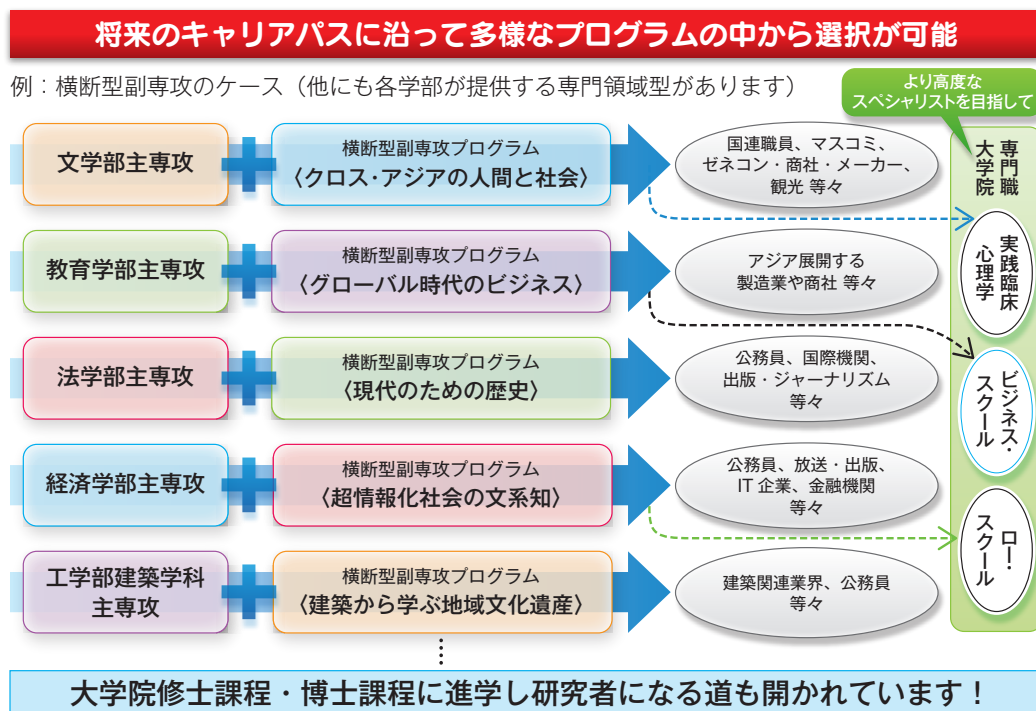 将来のキャリアパスに沿って多様なプログラムの中から選択が可能
例：横断型副専攻のケース（他にも各学部が提供する専門領域型があります）
より高度な
スペシャリストを目指して
文学部主専攻
横断型副専攻プログラム
〈クロス・アジアの人間と社会〉
国連職員、マスコミ、
ゼネコン・商社・メーカー、
観光 等々
教育学部主専攻
横断型副専攻プログラム
〈グローバル時代のビジネス〉
アジア展開する
製造業や商社 等々
法学部主専攻
横断型副専攻プログラム
〈現代のための歴史〉
公務員、国際機関、
出版・ジャーナリズム
等々
経済学部主専攻
横断型副専攻プログラム
〈超情報化社会の文系知〉
公務員、放送・出版、
IT 企業、金融機関
等々
工学部建築学科
主専攻
横断型副専攻プログラム
〈建築から学ぶ地域文化遺産〉
建築関連業界、公務員
等々
専門職
大学院
実践臨床
心理学
ビジネス・
スクール
ロー・
スクール
大学院修士課程・博士課程に進学し研究者になる道も開かれています！